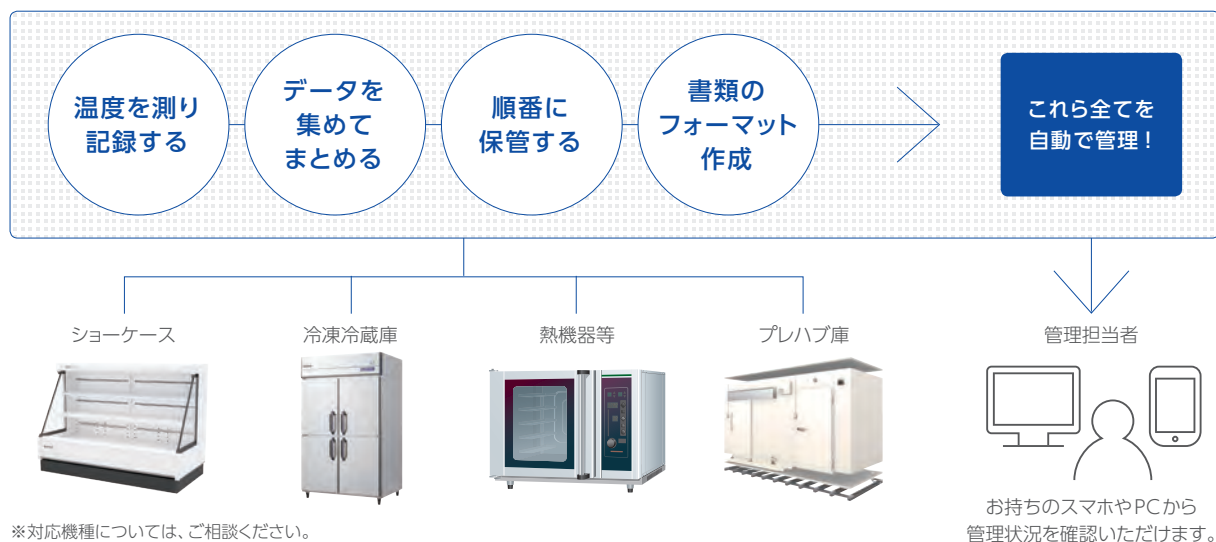 温度を測り
記録する
データを
集めて
まとめる
順番に
保管する
書類の
フォーマット
作成
これら全てを
自動で管理！
ショーケース
冷凍冷蔵庫
熱機器等
プレハブ庫
管理担当者
お持ちのスマホやPCから
管理状況を確認いただけます。
※対応機種については、ご相談ください。